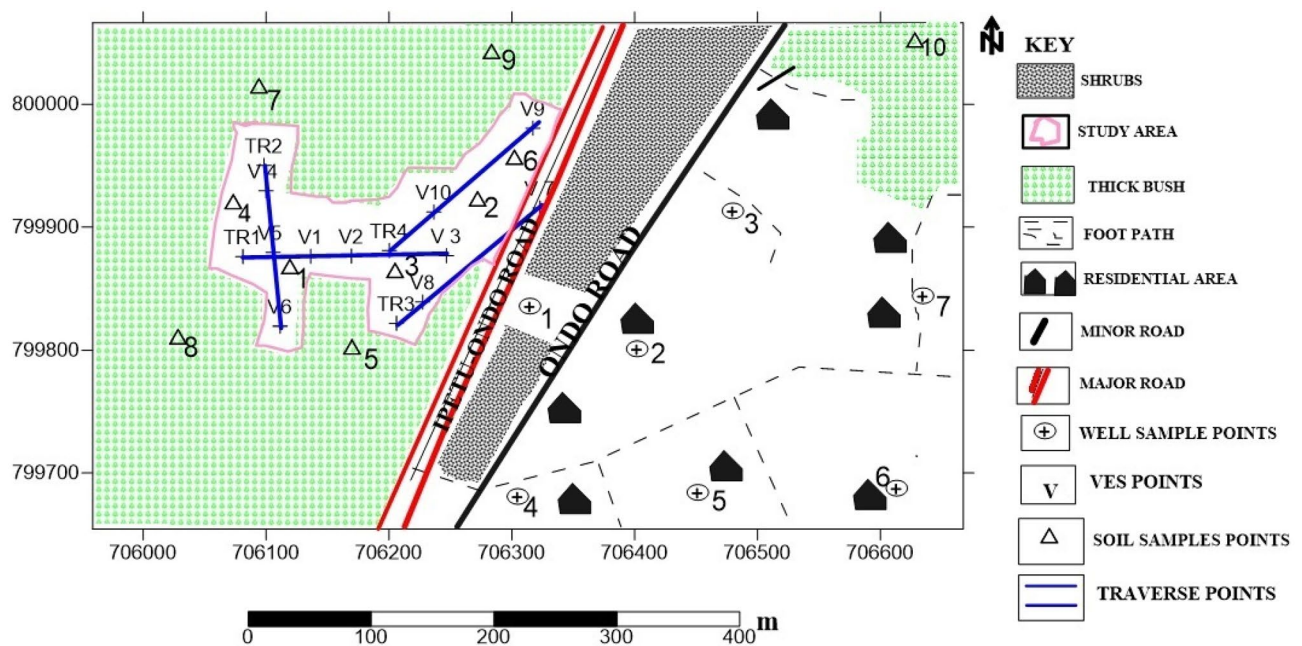 10
N
KEY
9
7
800000
V9
SHRUBS
TR2
V4
6
STUDY AREA
V10
2
V7
THICK BUSH
4
799900
3
TR1
V5
V1
V2
TR4
V 3
FOOT PATH
1
3
V8
TR3
V6
RESIDENTIAL AREA
7
1
2
MINOR ROAD
8
5
799800
IPETU-ONDO ROAD
ONDO ROAD
MAJOR ROAD
WELL SAMPLE POINTS
799700
4
5
6
VES POINTS
V
706000
706100
706200
706300
706400
706500
706600
SOIL SAMPLES POINTS
TRAVERSE POINTS
0
100
200
300
400
m